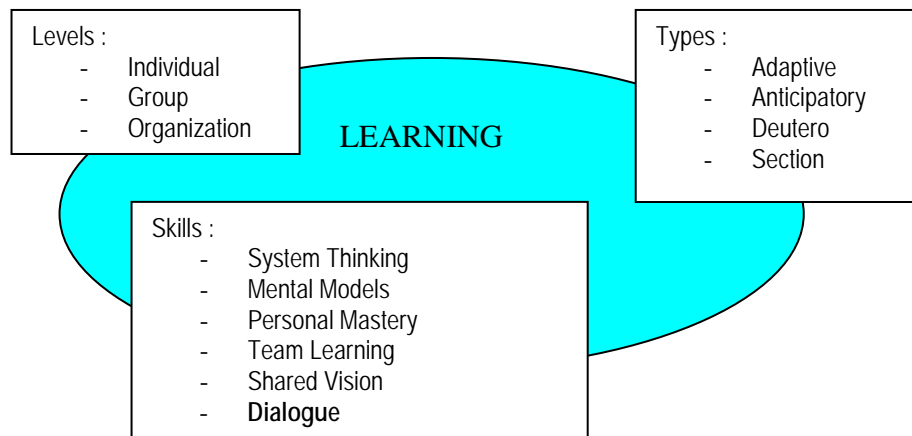 Levels :
- Individual
- Group
- Organization
Types :
- Adaptive
- Anticipatory
- Deutero
- Section
LEARNING
Skills :
- System Thinking
- Mental Models
- Personal Mastery
- Team Learning
- Shared Vision
- Dialogue